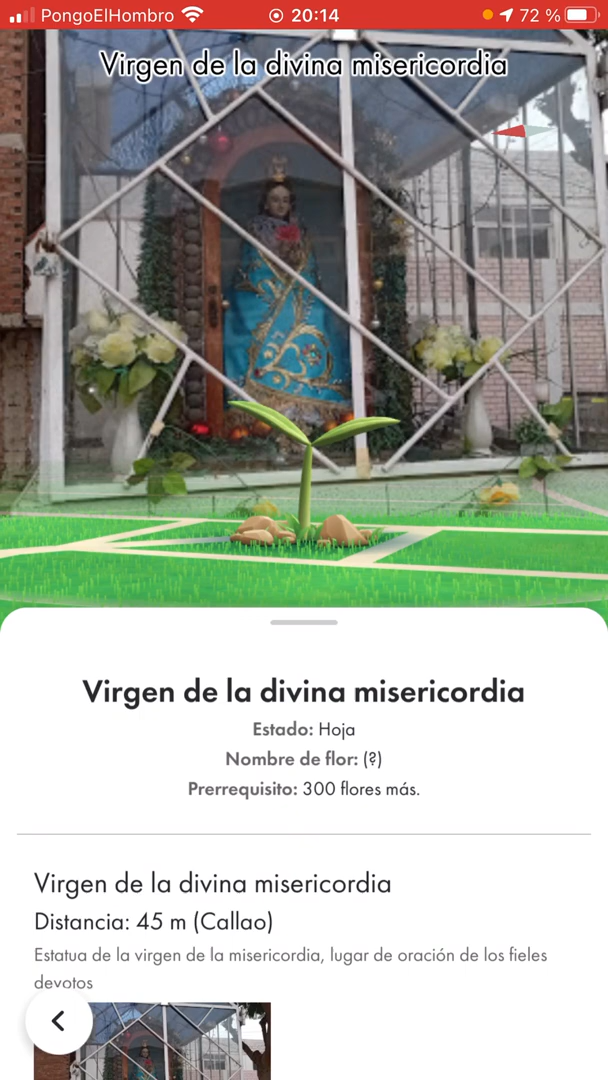 PongoElHombro 20:14 72 %
Virgen de la divina misericordia
Virgen de la divina misericordia
Estado: Hoja
Nombre de flor: (?)
Prerrequisito: 300 flores más.
Virgen de la divina misericordia
Distancia: 45 m (Callao)
Estatua de la virgen de la misericordia, lugar de oración de los fieles
devotos